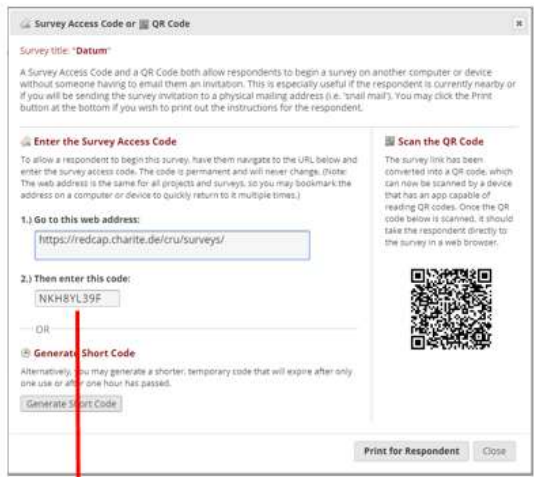 Survey Access Code or QR Code
Survey title: "Datum"
A Survey Access Code and a QR Code both allow respondents to begin a survey on another computer or device
without someone having to email them an invitation. This is especially useful if the respondent is currently nearby or
if you will be sending the survey invitation to a physical mailing address (i.e. 'snail mail'). You may click the Print
button at the bottom if you wish to print out the instructions for the respondent.
Enter the Survey Access Code
To allow a respondent to begin this survey, have them navigate to the URL below and
enter the survey access code. The code is permanent and will never change. (Note:
The web address is the same for all projects and surveys, so you may bookmark the
address on a computer or device to quickly return to it multiple times.)
1.) Go to this web address:
https://redcap.charite.de/cru/surveys/
2.) Then enter this code:
NKH8YL39F
OR
Generate Short Code
Alternatively, you may generate a shorter, temporary code that will expire after only
one use or after one hour has passed.
Generate Short Code
Scan the QR Code
The survey link has been
converted into a QR code, which
can now be scanned by a device
that has an app capable of
reading QR codes. Once the QR
code below is scanned, it should
take the respondent directly to
the survey in a web browser.
Print for Respondent Close